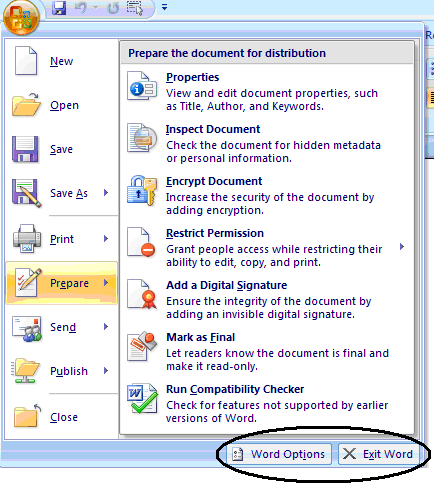 New
Open
Save
Save As
Print
Prepare
Send
Publish
Close
Prepare the document for distribution
Properties
View and edit document properties, such
as Title, Author, and Keywords.
Inspect Document
Check the document for hidden metadata
or personal information.
Encrypt Document
Increase the security of the document by
adding encryption.
Restrict Permission
Grant people access while restricting their
ability to edit, copy, and print.
Add a Digital Signature
Ensure the integrity of the document by
adding an invisible digital signature.
Mark as Final
Let readers know the document is final and
make it read-only.
Run Compatibility Checker
Check for features not supported by earlier
versions of Word.
Word Options
Exit Word